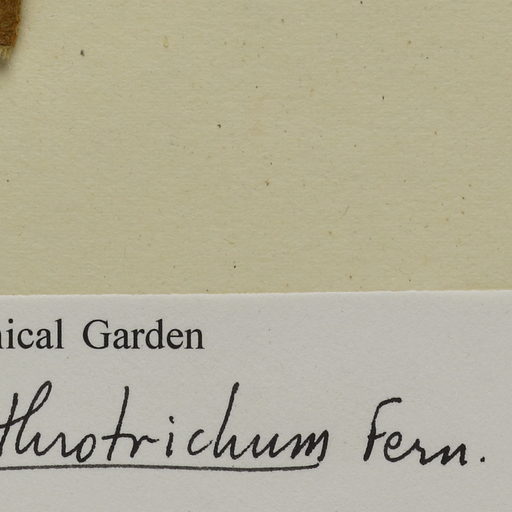 nical Garden
throtrichum Fern.